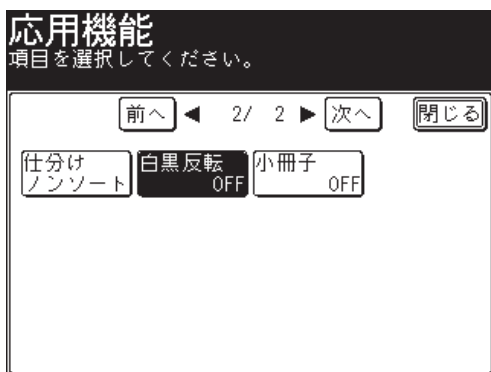 応用機能
項目を選択してください。
前へ ◀ 2/ 2 ▶ 次へ 閉じる
仕分け 白黒反転 小冊子
ノンソート OFF OFF